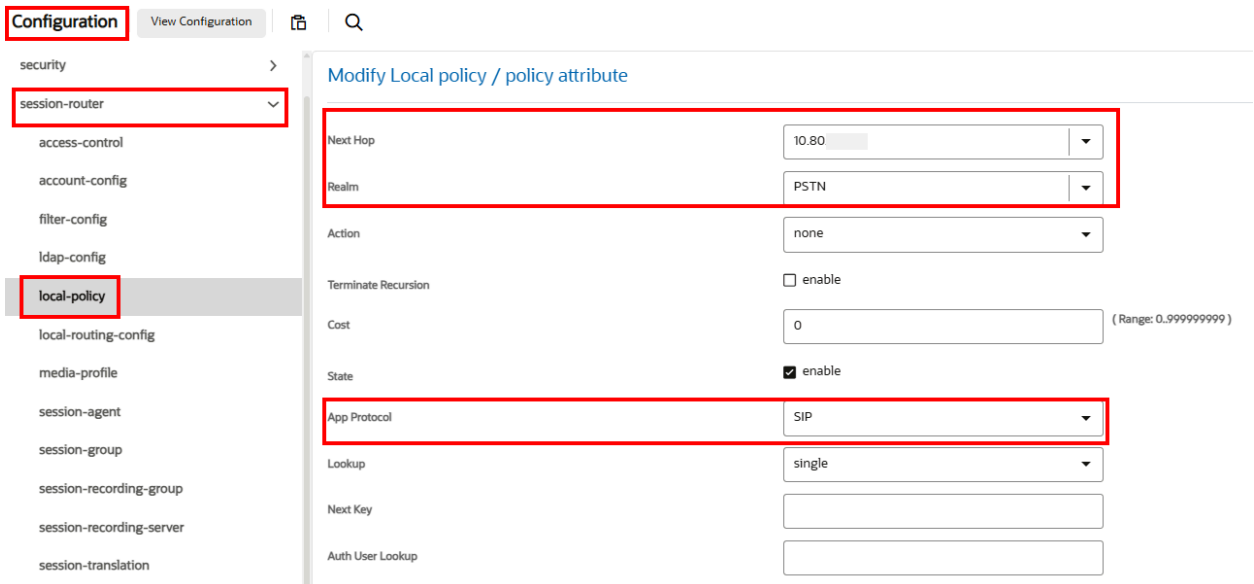 Configuration View Configuration
security
session-router
access-control
account-config
filter-config
ldap-config
local-policy
local-routing-config
media-profile
session-agent
session-group
session-recording-group
session-recording-server
session-translation
Modify Local policy / policy attribute
Next Hop 10.80
Realm PSTN
Action none
Terminate Recursion enable
Cost 0 ( Range: 0..999999999 )
State enable
App Protocol SIP
Lookup single
Next Key
Auth User Lookup